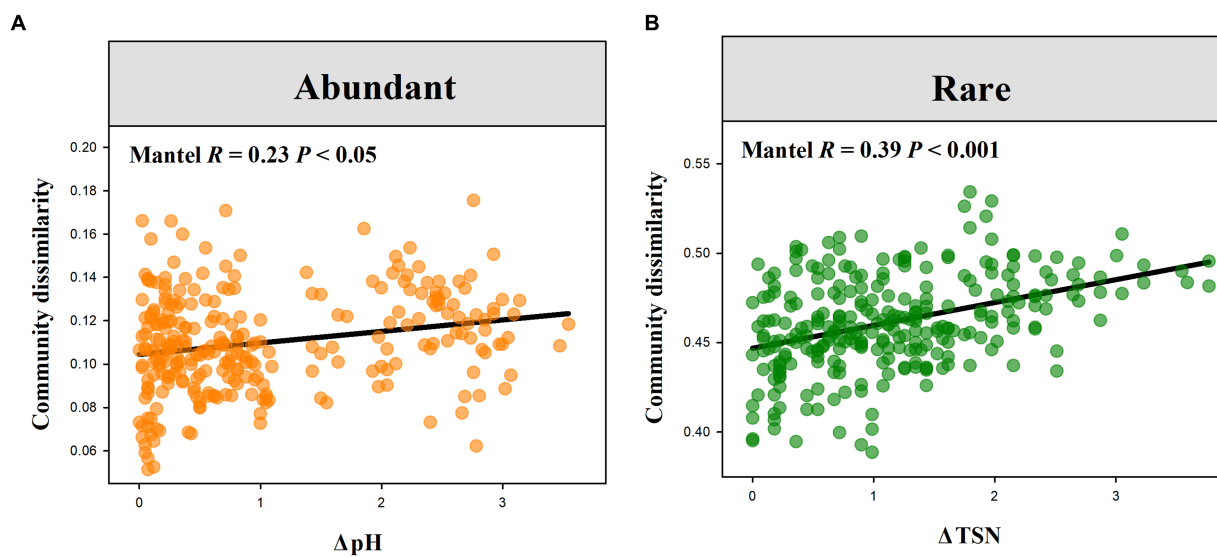 A
Abundant
Mantel R = 0.23 P < 0.05
Community dissimilarity
0.20
0.18
0.16
0.14
0.12
0.10
0.08
0.06
0 1 2 3
ΔpH
B
Rare
Mantel R = 0.39 P < 0.001
Community dissimilarity
0.55
0.50
0.45
0.40
0 1 2 3
ΔTSN